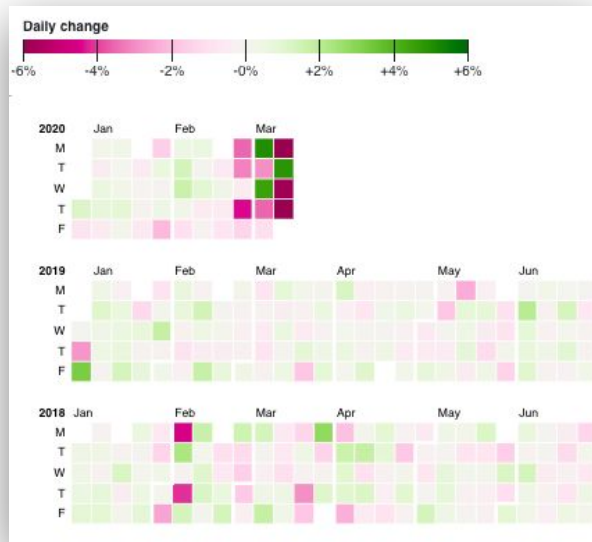 Daily change
-6% -4% -2% -0% +2% +4% +6%
2020 Jan Feb Mar
M
T
W
T
F
2019 Jan Feb Mar Apr May Jun
M
T
W
T
F
2018 Jan Feb Mar Apr May Jun
M
T
W
T
F